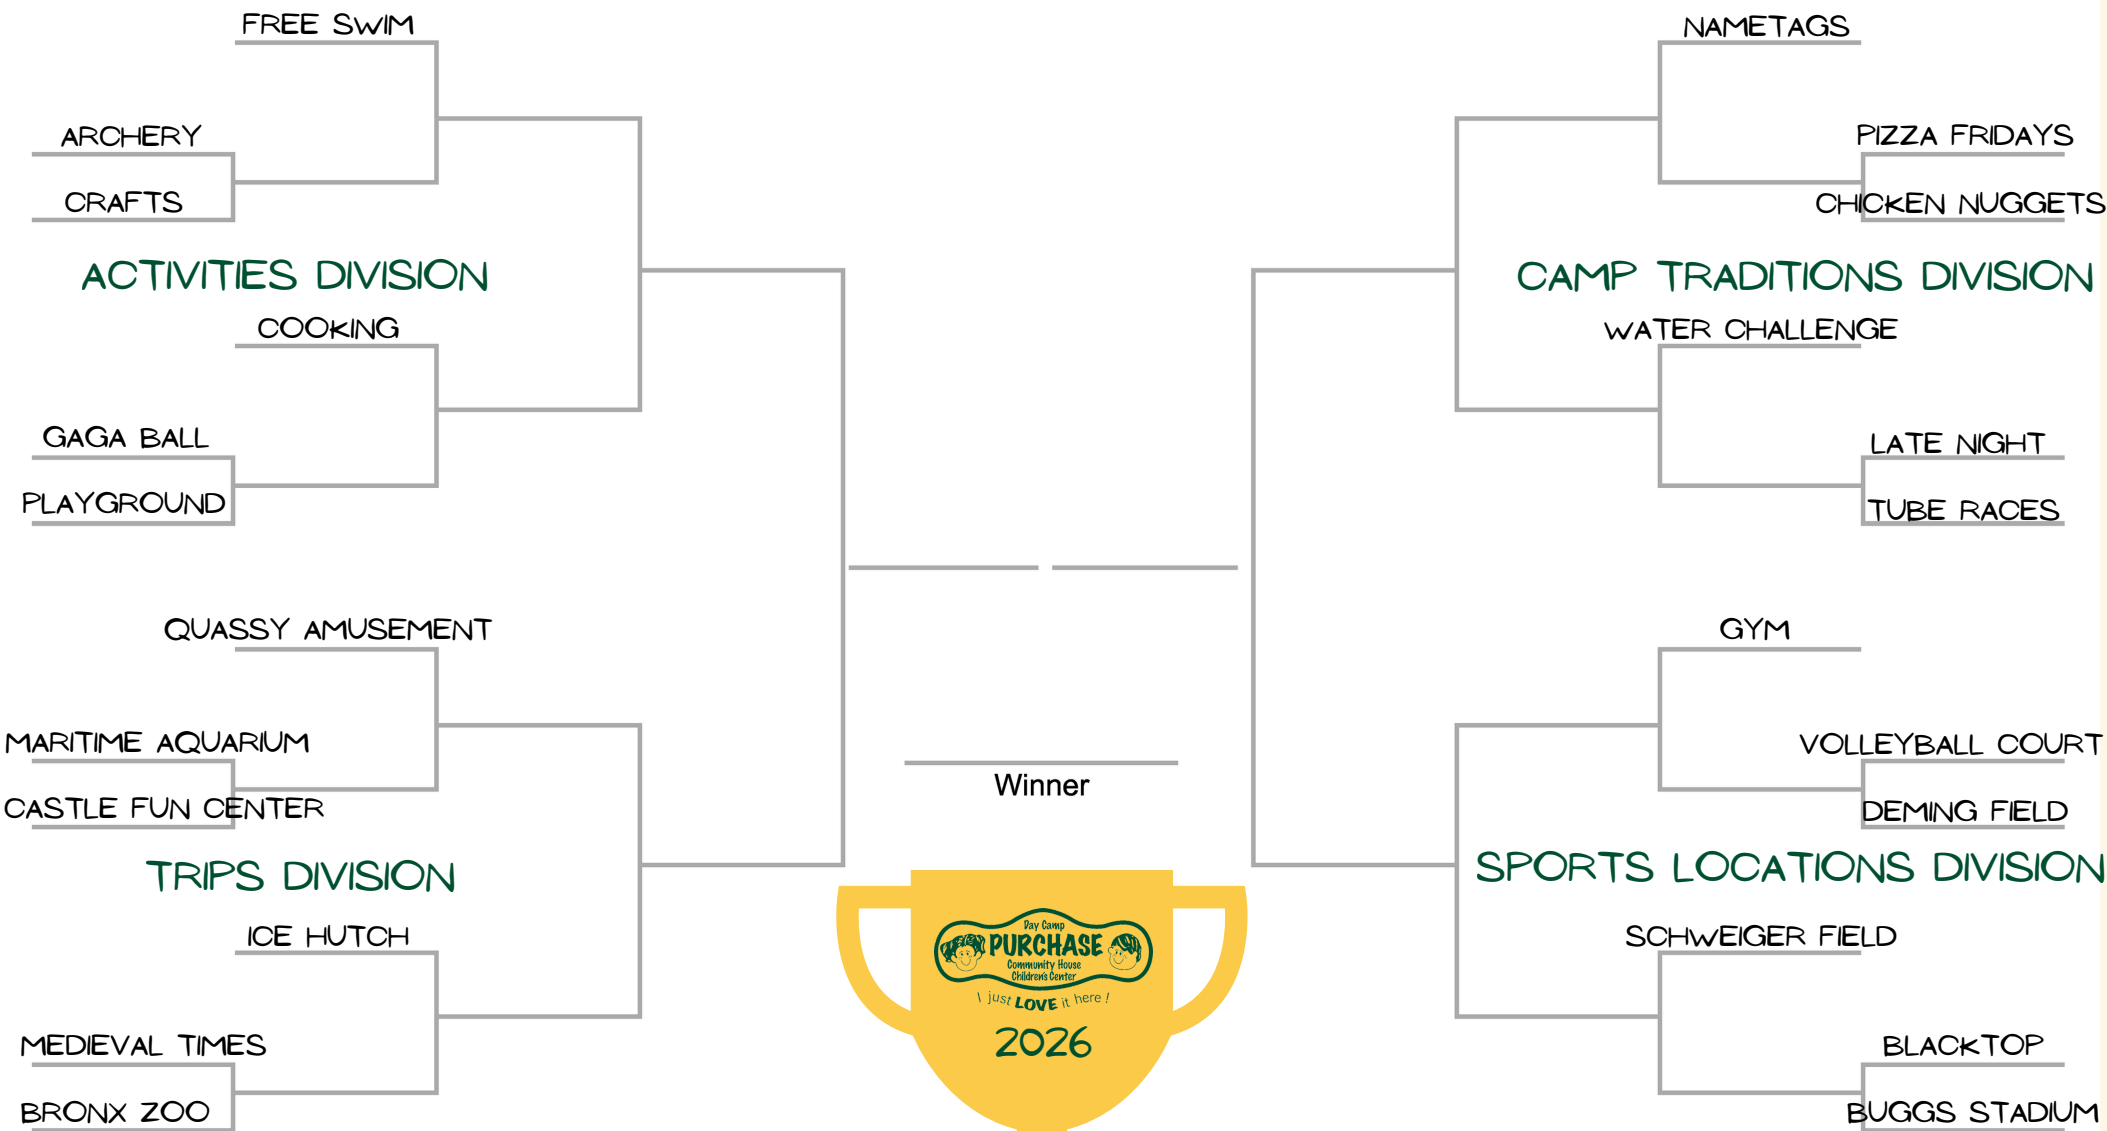 FREE SWIM
ARCHERY
CRAFTS
ACTIVITIES DIVISION
COOKING
GAGA BALL
PLAYGROUND
QUASSY AMUSEMENT
MARITIME AQUARIUM
CASTLE FUN CENTER
TRIPS DIVISION
ICE HUTCH
MEDIEVAL TIMES
BRONX ZOO
Winner
Day Camp
PURCHASE
Community House
Children's Center
I just LOVE it here!
2026
NAMETAGS
PIZZA FRIDAYS
CHICKEN NUGGETS
CAMP TRADITIONS DIVISION
WATER CHALLENGE
LATE NIGHT
TUBE RACES
GYM
VOLLEYBALL COURT
DEMING FIELD
SPORTS LOCATIONS DIVISION
SCHWEIGER FIELD
BLACKTOP
BUGGS STADIUM